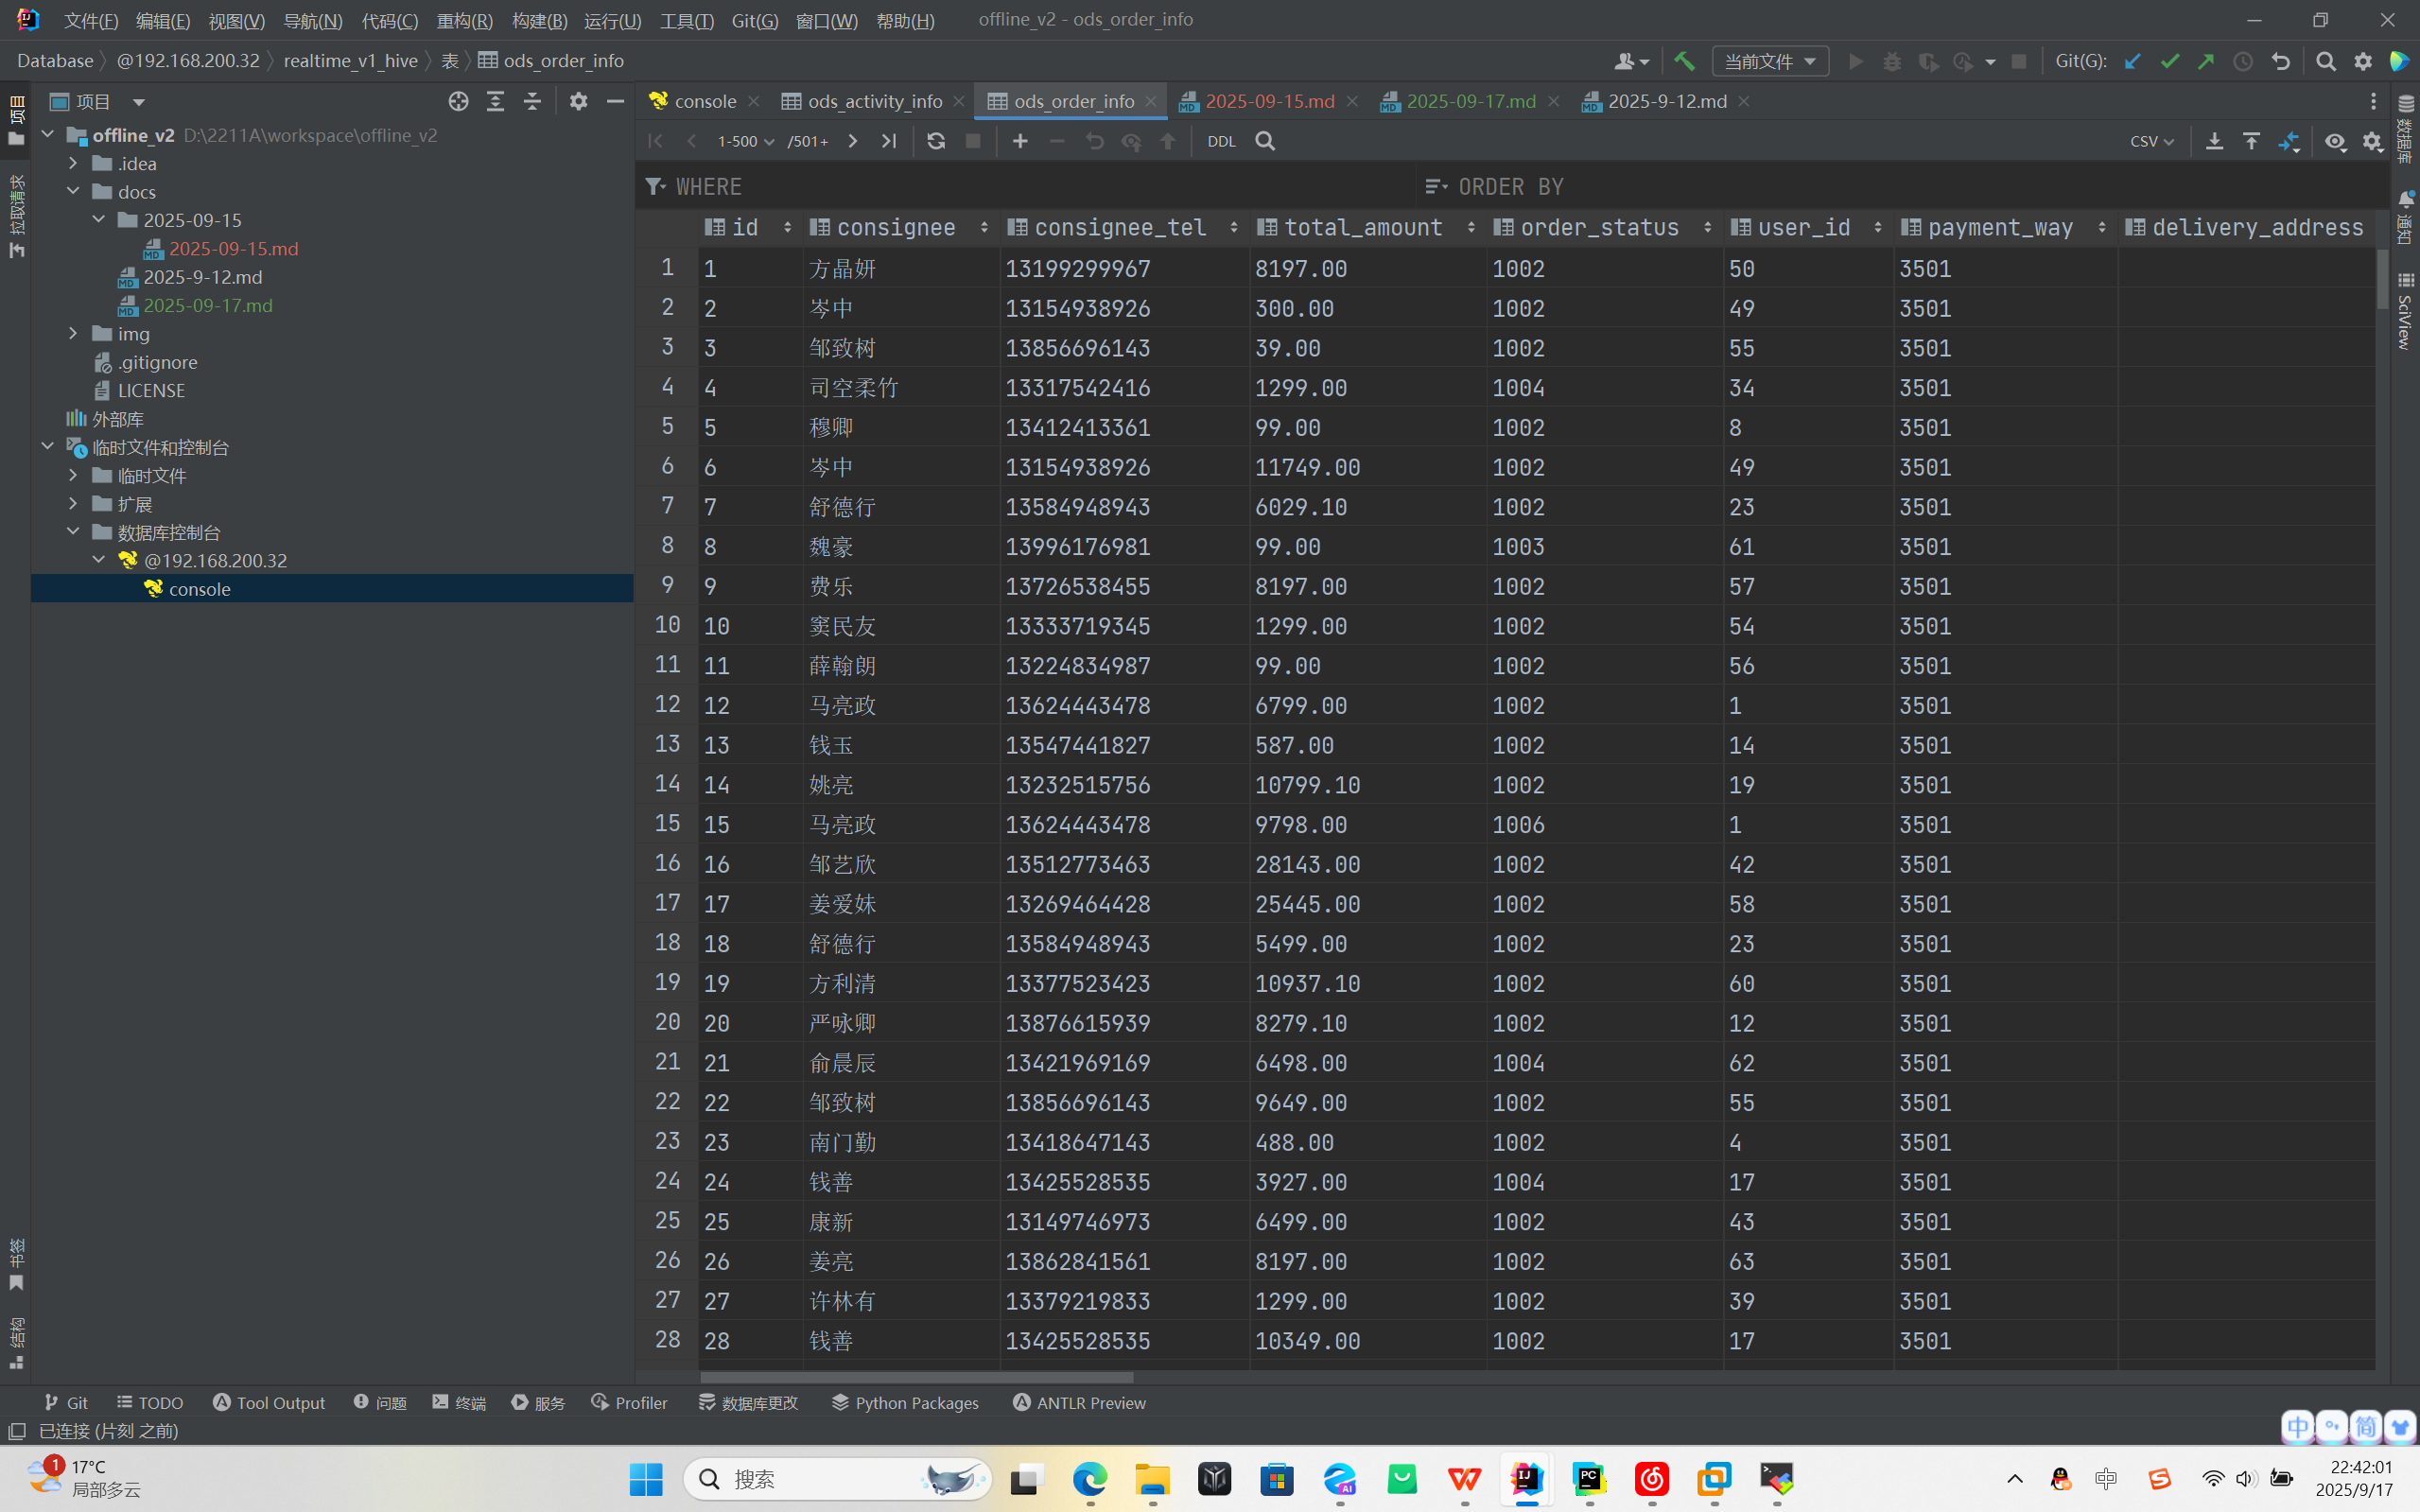 文件(F) 编辑(E) 视图(V) 导航(N) 代码(C) 重构(R) 构建(B) 运行(U) 工具(T) Git(G) 窗口(W) 帮助(H) offline_v2 - ods_order_info
Database @192.168.200.32 realtime_v1_hive 表 ods_order_info 当前文件 Git(G):
项目 console ods_activity_info ods_order_info 2025-09-15.md 2025-09-17.md 2025-9-12.md
1-500 /501+ DDL CSV
WHERE ORDER BY
项目
拉取请求
书签
结构
offline_v2 D:\2211A\workspace\offline_v2
.idea
docs
2025-09-15
2025-09-15.md
2025-9-12.md
2025-09-17.md
img
.gitignore
LICENSE
外部库
临时文件和控制台
临时文件
扩展
数据库控制台
@192.168.200.32
console
id consignee consignee_tel total_amount order_status user_id payment_way delivery_address
1 1 方晶妍 13199299967 8197.00 1002 50 3501
2 2 岑中 13154938926 300.00 1002 49 3501
3 3 邹致树 13856696143 39.00 1002 55 3501
4 4 司空柔竹 13317542416 1299.00 1004 34 3501
5 5 穆卿 13412413361 99.00 1002 8 3501
6 6 岑中 13154938926 11749.00 1002 49 3501
7 7 舒德行 13584948943 6029.10 1002 23 3501
8 8 魏豪 13996176981 99.00 1003 61 3501
9 9 费乐 13726538455 8197.00 1002 57 3501
10 10 窦民友 13333719345 1299.00 1002 54 3501
11 11 薛翰朗 13224834987 99.00 1002 56 3501
12 12 马亮政 13624443478 6799.00 1002 1 3501
13 13 钱玉 13547441827 587.00 1002 14 3501
14 14 姚亮 13232515756 10799.10 1002 19 3501
15 15 马亮政 13624443478 9798.00 1006 1 3501
16 16 邹艺欣 13512773463 28143.00 1002 42 3501
17 17 姜爱妹 13269464428 25445.00 1002 58 3501
18 18 舒德行 13584948943 5499.00 1002 23 3501
19 19 方利清 13377523423 10937.10 1002 60 3501
20 20 严咏卿 13876615939 8279.10 1002 12 3501
21 21 俞晨辰 13421969169 6498.00 1004 62 3501
22 22 邹致树 13856696143 9649.00 1002 55 3501
23 23 南门勤 13418647143 488.00 1002 4 3501
24 24 钱善 13425528535 3927.00 1004 17 3501
25 25 康新 13149746973 6499.00 1002 43 3501
26 26 姜亮 13862841561 8197.00 1002 63 3501
27 27 许林有 13379219833 1299.00 1002 39 3501
28 28 钱善 13425528535 10349.00 1002 17 3501
数据库
通知
SciView
Git TODO Tool Output 问题 终端 服务 Profiler 数据库更改 Python Packages ANTLR Preview
已连接 (片刻 之前)
中 简
1 17°C
局部多云
搜索
中
22:42:01
2025/9/17